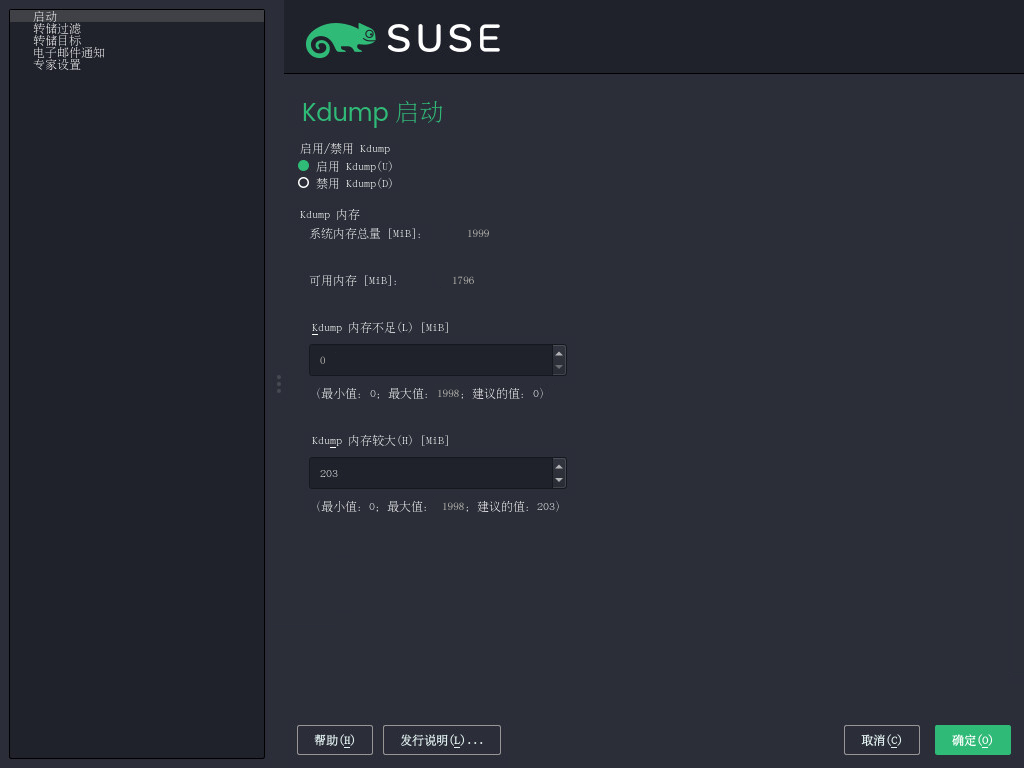 启动
转储过滤
转储目标
电子邮件通知
专家设置
SUSE
Kdump 启动
启用/禁用 Kdump
启用 Kdump(U)
禁用 Kdump(D)
Kdump 内存
系统内存总量 [MiB]: 1999
可用内存 [MiB]: 1796
Kdump 内存不足(L) [MiB]
0
（最小值: 0; 最大值: 1998; 建议的值: 0）
Kdump 内存较大(H) [MiB]
203
（最小值: 0; 最大值: 1998; 建议的值: 203）
帮助(H) 发行说明(L)... 取消(C) 确定(O)